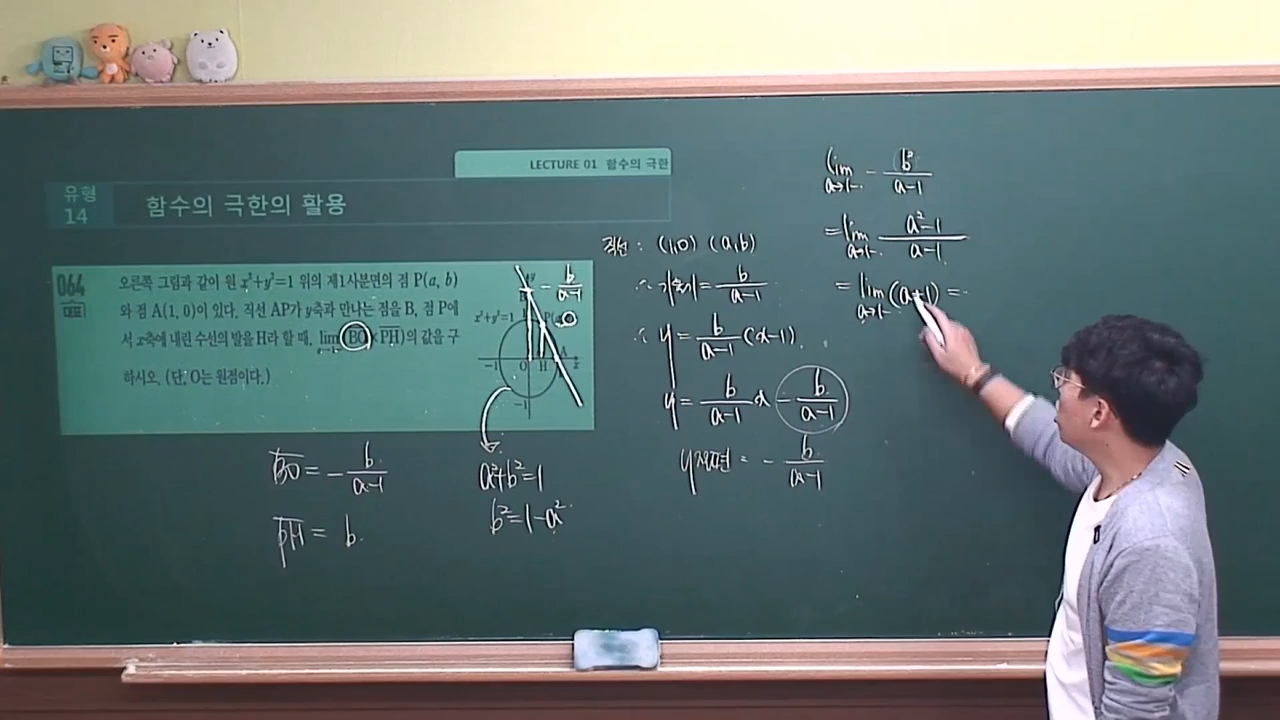 LECTURE 01 함수의 극한
유형
14
함수의 극한의 활용
064
오른쪽 그림과 같이 원 x²+y²=1 위의 제1사분면의 점 P(a, b)
와 점 A(1, 0)이 있다. 직선 AP가 y축과 만나는 점을 B, 점 P에
서 x축에 내린 수선의 발을 H라 할 때, lim(BO×PH)의 값을 구
하시오. (단, O는 원점이다.)
x²+y²=1
-1
O
H
A
x
-1
-b/(a-1)
BO = -b/(a-1)
PH = b.
a²+b²=1
b²=1-a²
직선 : (1,0) (a,b)
∴ 기울기 = b/(a-1)
∴ y = b/(a-1) (x-1)
y = b/(a-1) x - b/(a-1)
y절편 = -b/(a-1)
lim a→1-. - b²/(a-1)
= lim a→1-. (a²-1)/(a-1)
= lim a→1-. (a+1) =